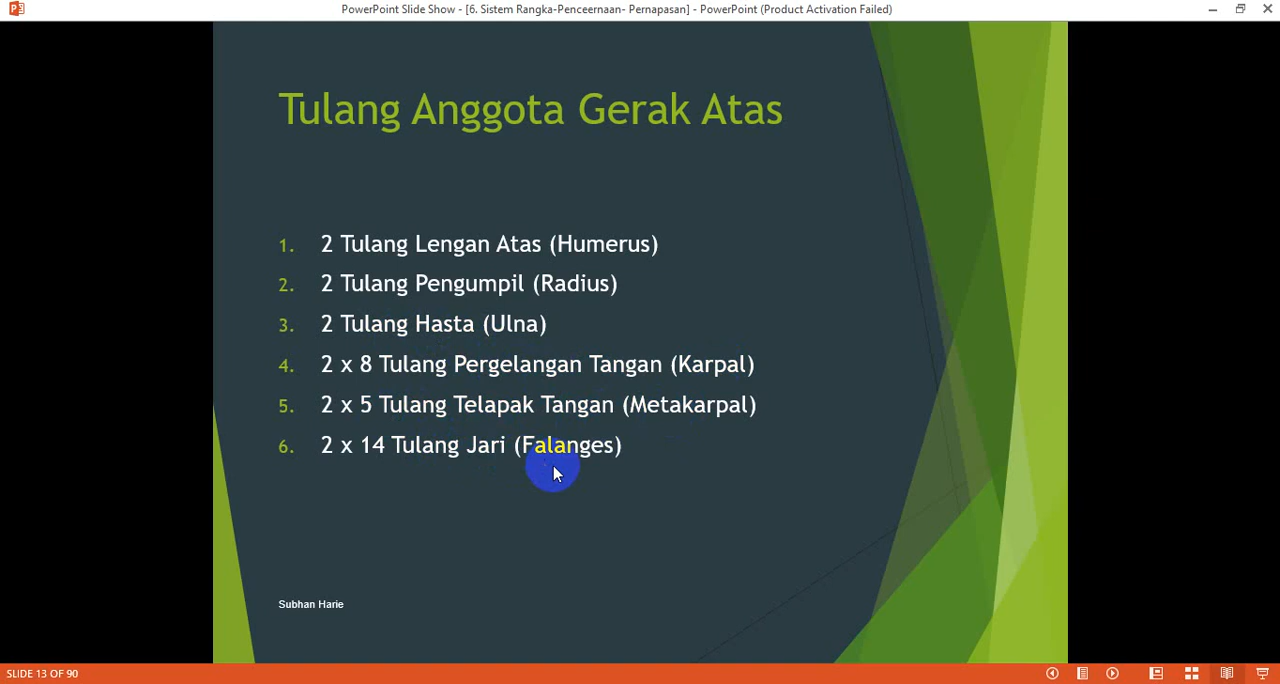 PowerPoint Slide Show - [6. Sistem Rangka-Penceernaan- Pernapasan] - PowerPoint (Product Activation Failed)
Tulang Anggota Gerak Atas
1. 2 Tulang Lengan Atas (Humerus)
2. 2 Tulang Pengumpil (Radius)
3. 2 Tulang Hasta (Ulna)
4. 2 x 8 Tulang Pergelangan Tangan (Karpal)
5. 2 x 5 Tulang Telapak Tangan (Metakarpal)
6. 2 x 14 Tulang Jari (Falanges)
Subhan Harie
SLIDE 13 OF 90